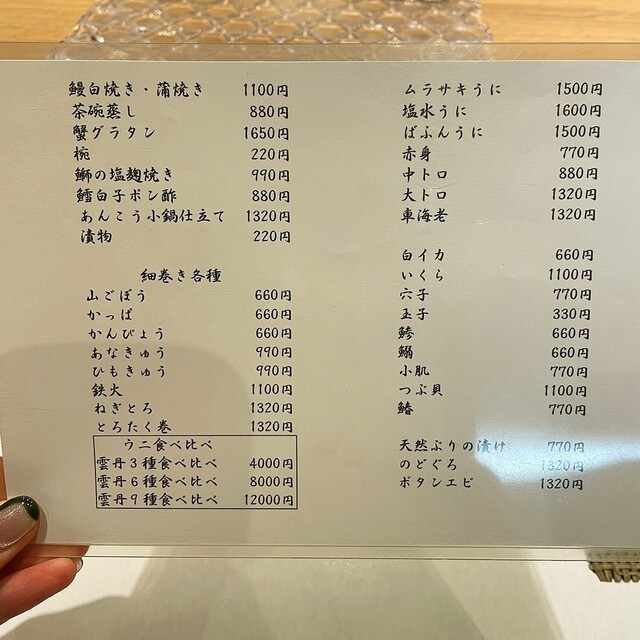 鰻白焼き・蒲焼き 1100円
茶碗蒸し 880円
蟹グラタン 1650円
椀 220円
鰤の塩麹焼き 990円
鱈白子ポン酢 880円
あんこう小鍋仕立て 1320円
漬物 220円
細巻き各種
山ごぼう 660円
かっぱ 660円
かんぴょう 660円
あなきゅう 990円
ひもきゅう 990円
鉄火 1100円
ねぎとろ 1320円
とろたく巻 1320円
ウニ食べ比べ
雲丹3種食べ比べ 4000円
雲丹6種食べ比べ 8000円
雲丹9種食べ比べ 12000円
ムラサキうに 1500円
塩水うに 1600円
ばふんうに 1500円
赤身 770円
中トロ 880円
大トロ 1320円
車海老 1320円
白イカ 660円
いくら 1100円
穴子 770円
玉子 330円
鯵 660円
鰯 660円
小肌 770円
つぶ貝 1100円
鰆 770円
天然ぶりの漬け 770円
のどぐろ 1320円
ボタンエビ 1320円